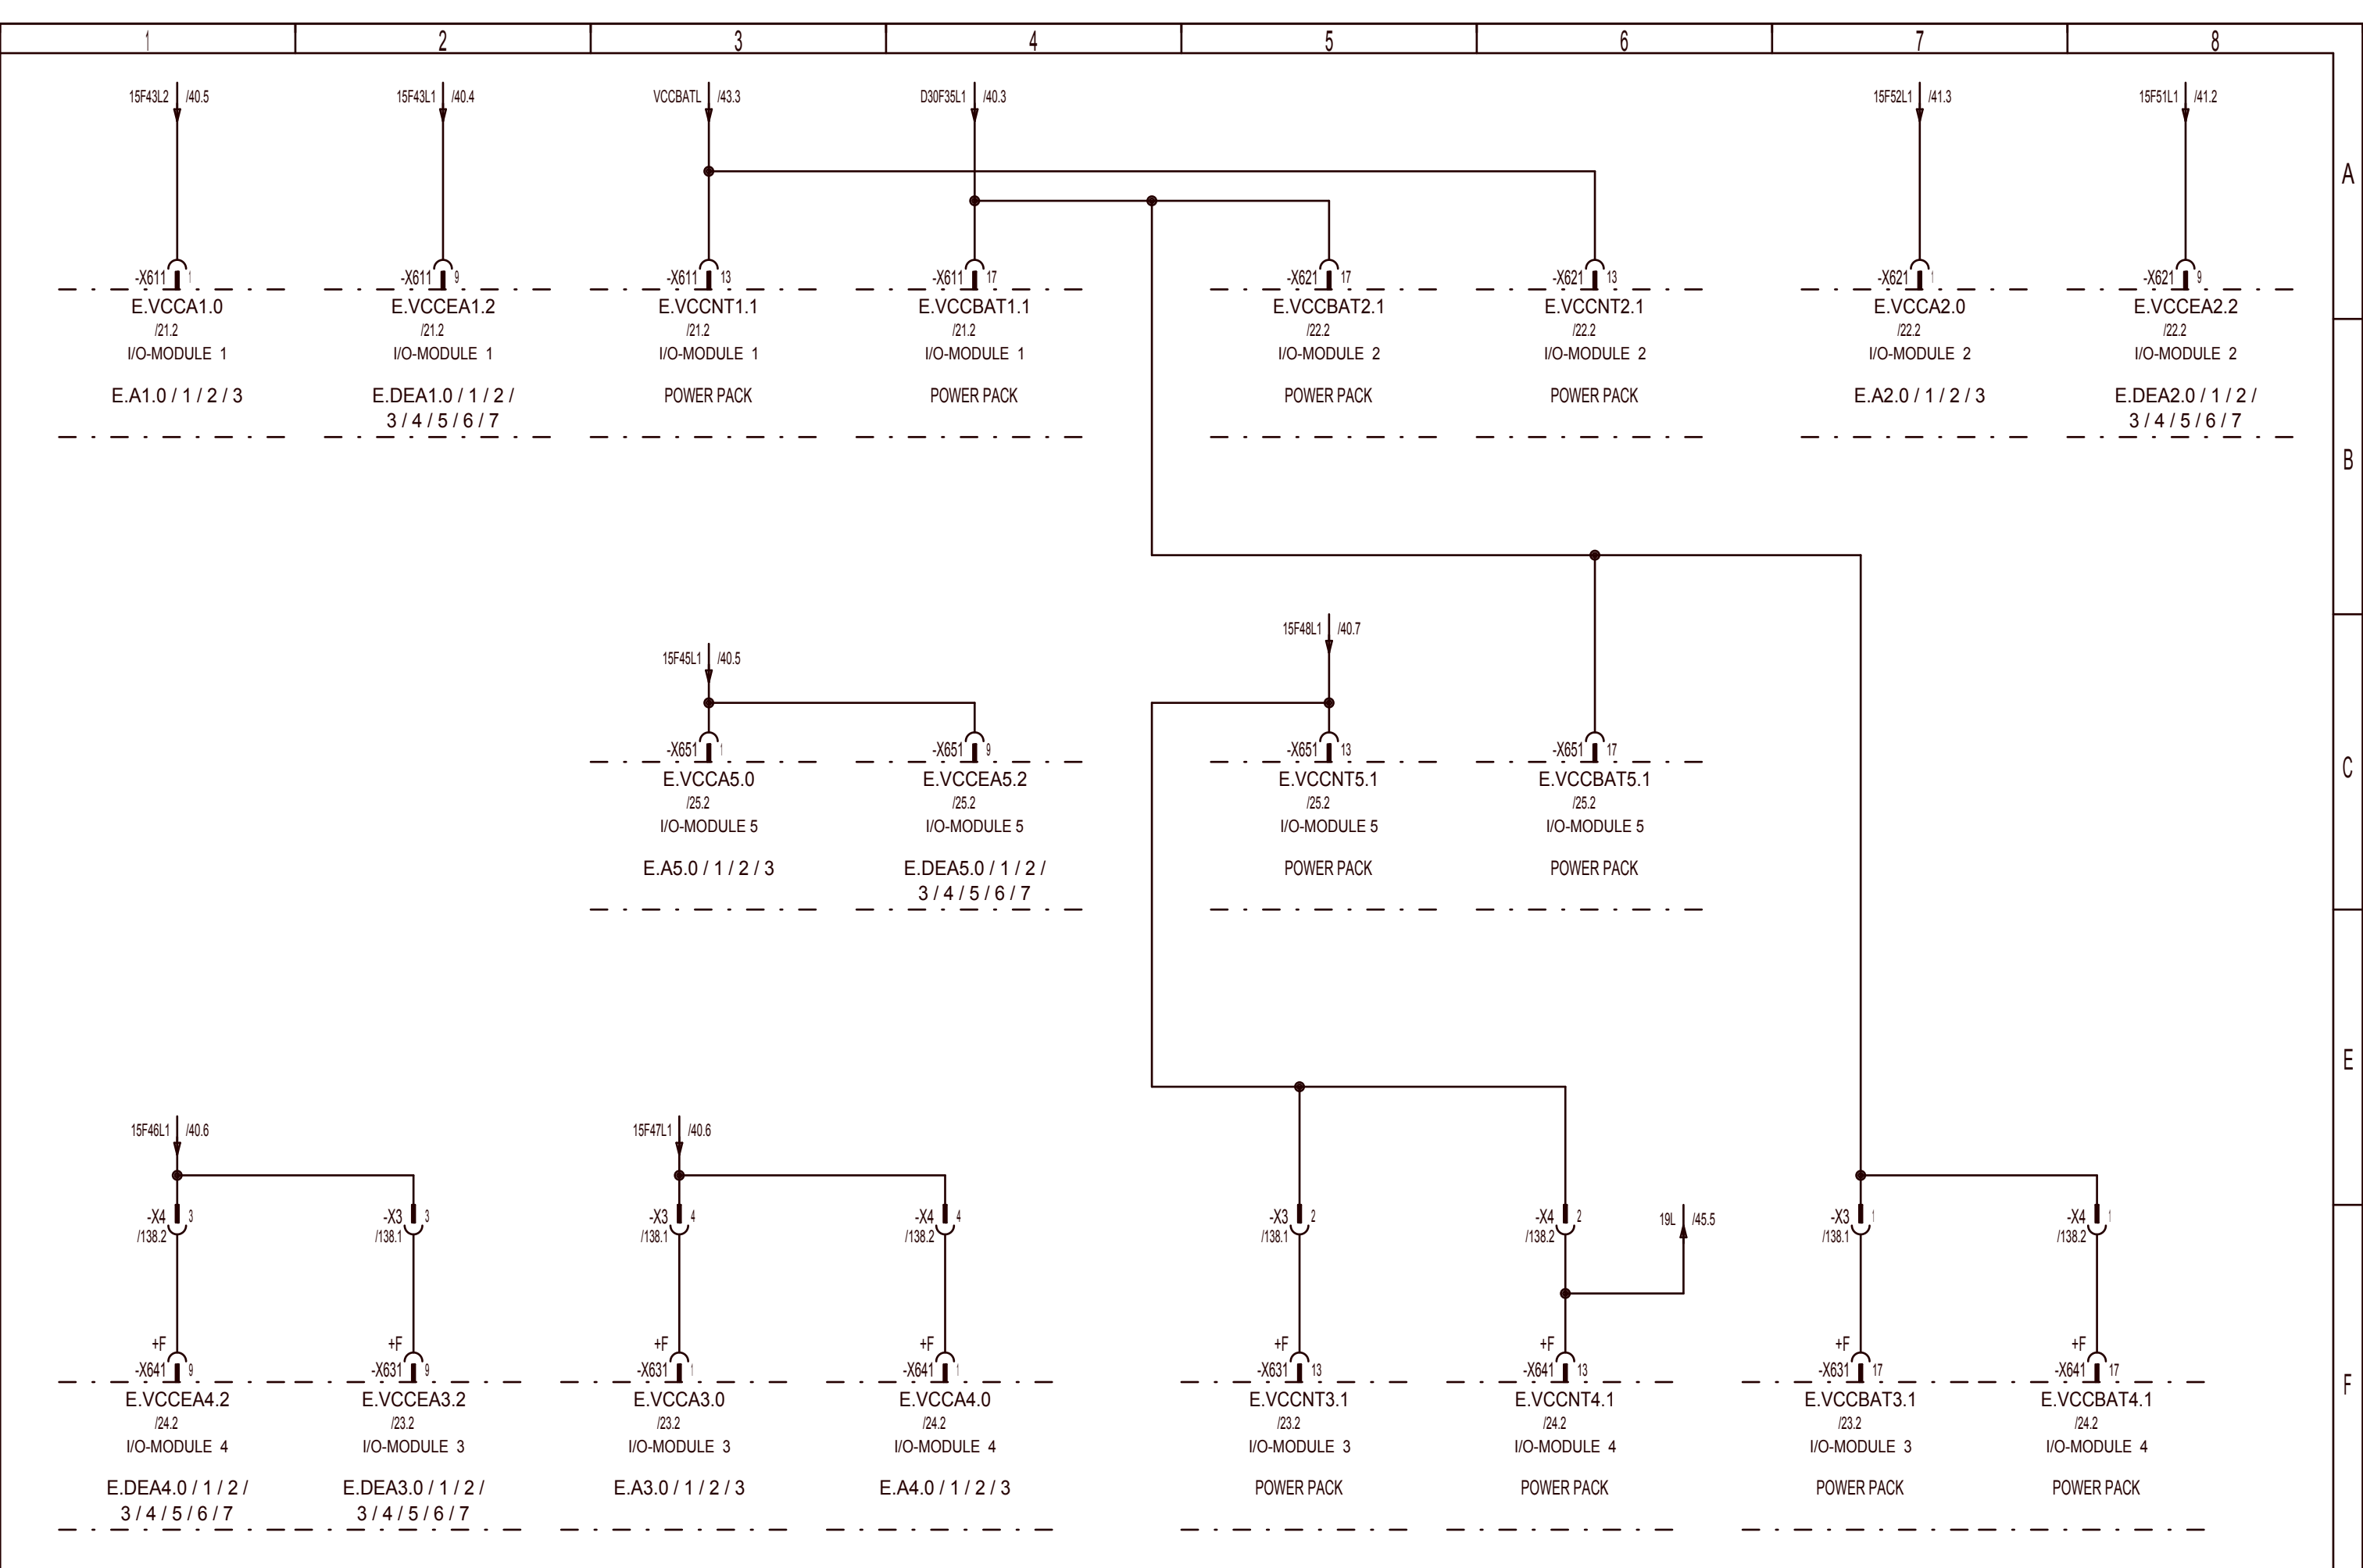 1 2 3 4 5 6 7 8
15F43L2 /40.5 15F43L1 /40.4 VCCBATL /43.3 D30F35L1 /40.3 15F52L1 /41.3 15F51L1 /41.2
A
-X611 1 -X611 9 -X611 13 -X611 17 -X621 17 -X621 13 -X621 1 -X621 9
E.VCCA1.0 E.VCCEA1.2 E.VCCNT1.1 E.VCCBAT1.1 E.VCCBAT2.1 E.VCCNT2.1 E.VCCA2.0 E.VCCEA2.2
/21.2 /21.2 /21.2 /21.2 /22.2 /22.2 /22.2 /22.2
I/O-MODULE 1 I/O-MODULE 1 I/O-MODULE 1 I/O-MODULE 1 I/O-MODULE 2 I/O-MODULE 2 I/O-MODULE 2 I/O-MODULE 2
E.A1.0 / 1 / 2 / 3 E.DEA1.0 / 1 / 2 / POWER PACK POWER PACK POWER PACK POWER PACK E.A2.0 / 1 / 2 / 3 E.DEA2.0 / 1 / 2 /
3 / 4 / 5 / 6 / 7 3 / 4 / 5 / 6 / 7
B
15F48L1 /40.7
15F45L1 /40.5
-X651 1 -X651 9 -X651 13 -X651 17
C
E.VCCA5.0 E.VCCEA5.2 E.VCCNT5.1 E.VCCBAT5.1
/25.2 /25.2 /25.2 /25.2
I/O-MODULE 5 I/O-MODULE 5 I/O-MODULE 5 I/O-MODULE 5
E.A5.0 / 1 / 2 / 3 E.DEA5.0 / 1 / 2 / POWER PACK POWER PACK
3 / 4 / 5 / 6 / 7
E
15F46L1 /40.6 15F47L1 /40.6
-X4 3 -X3 3 -X3 4 -X4 4 -X3 2 -X4 2 19L /45.5 -X3 1 -X4 1
/138.2 /138.1 /138.1 /138.2 /138.1 /138.2 /138.1 /138.2
+F +F +F +F +F +F +F +F
-X641 9 -X631 9 -X631 1 -X641 1 -X631 13 -X641 13 -X631 17 -X641 17
F
E.VCCEA4.2 E.VCCEA3.2 E.VCCA3.0 E.VCCA4.0 E.VCCNT3.1 E.VCCNT4.1 E.VCCBAT3.1 E.VCCBAT4.1
/24.2 /23.2 /23.2 /24.2 /23.2 /24.2 /23.2 /24.2
I/O-MODULE 4 I/O-MODULE 3 I/O-MODULE 3 I/O-MODULE 4 I/O-MODULE 3 I/O-MODULE 4 I/O-MODULE 3 I/O-MODULE 4
E.DEA4.0 / 1 / 2 / E.DEA3.0 / 1 / 2 / E.A3.0 / 1 / 2 / 3 E.A4.0 / 1 / 2 / 3 POWER PACK POWER PACK POWER PACK POWER PACK
3 / 4 / 5 / 6 / 7 3 / 4 / 5 / 6 / 7